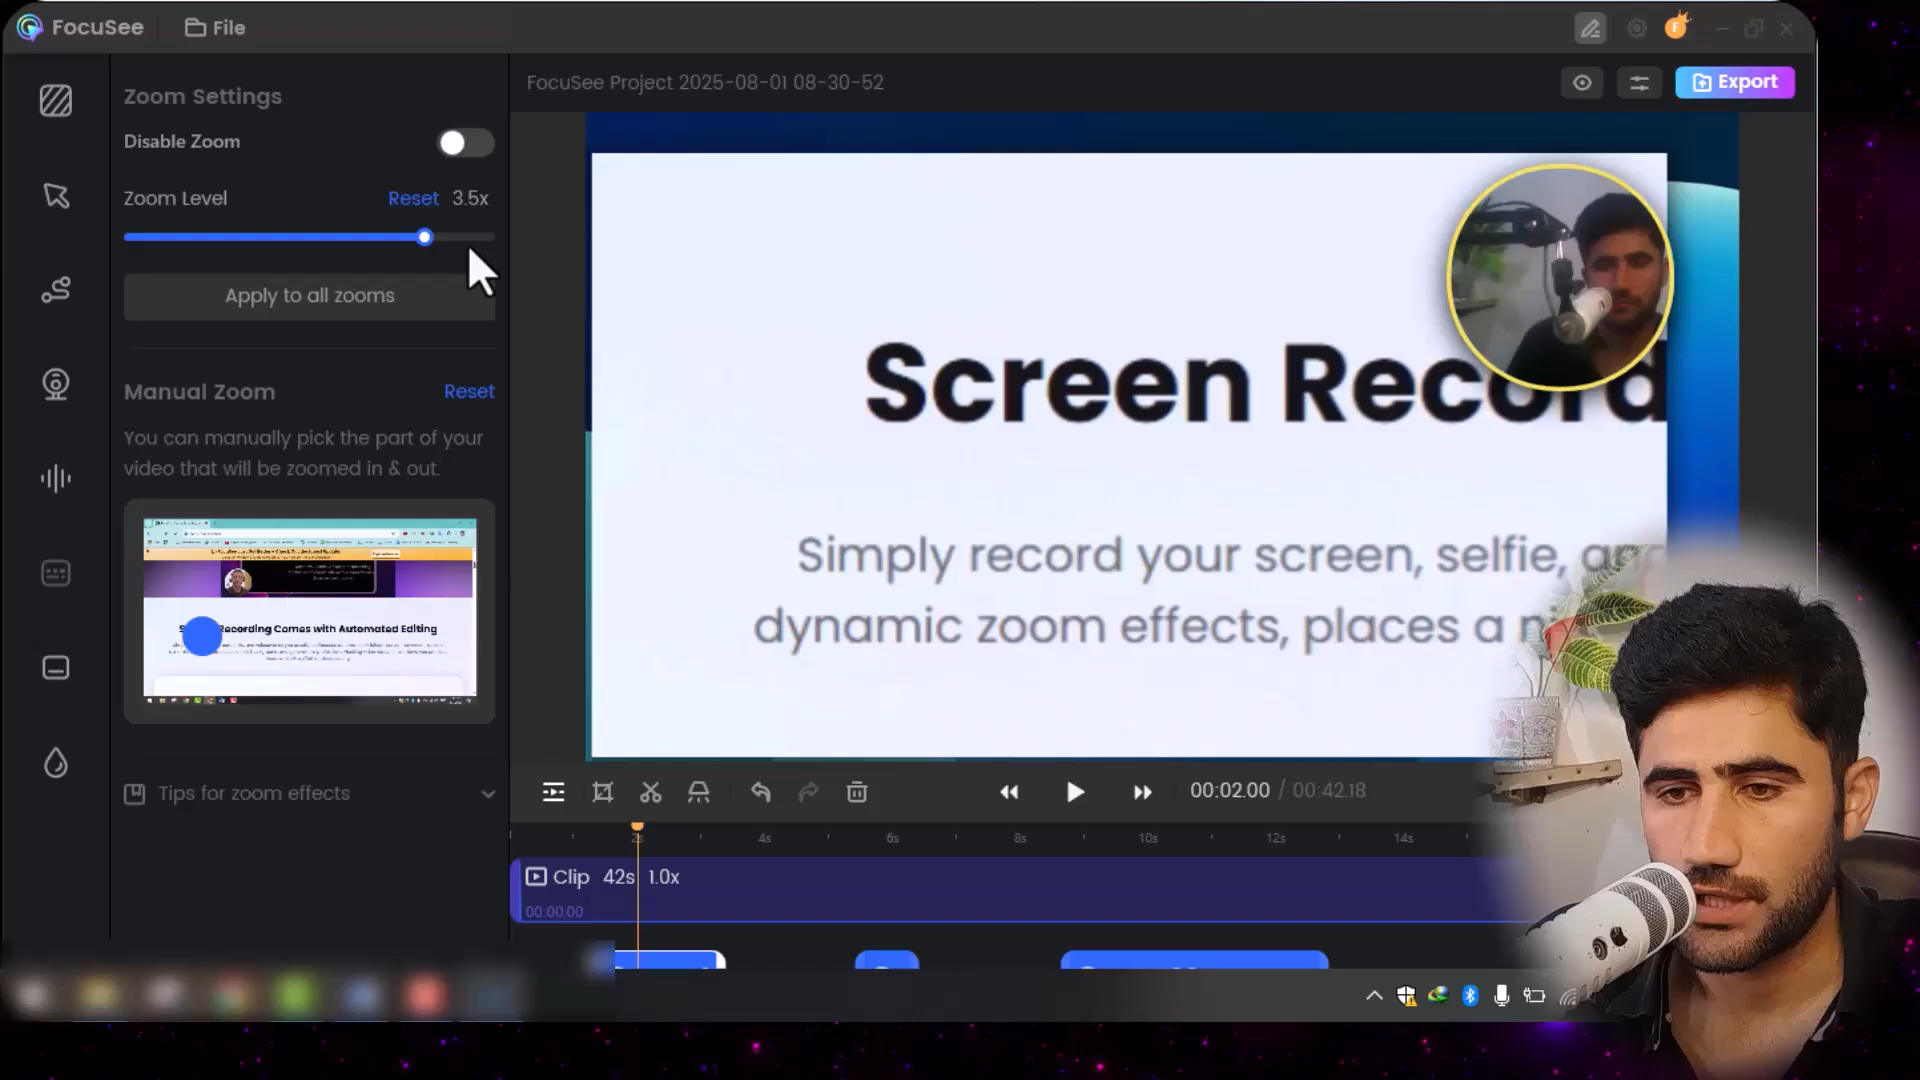 FocuSee
File
F
Zoom Settings
FocuSee Project 2025-08-01 08-30-52
Export
Disable Zoom
Zoom Level
Reset
3.5x
Apply to all zooms
Manual Zoom
Reset
You can manually pick the part of your
video that will be zoomed in & out.
Recording Comes with Automated Editing
Screen Record
Simply record your screen, selfie,
dynamic zoom effects, places a
Tips for zoom effects
00:02.00 / 00:42.18
2s
4s
6s
8s
10s
12s
14s
Clip 42s 1.0x
00:00.00